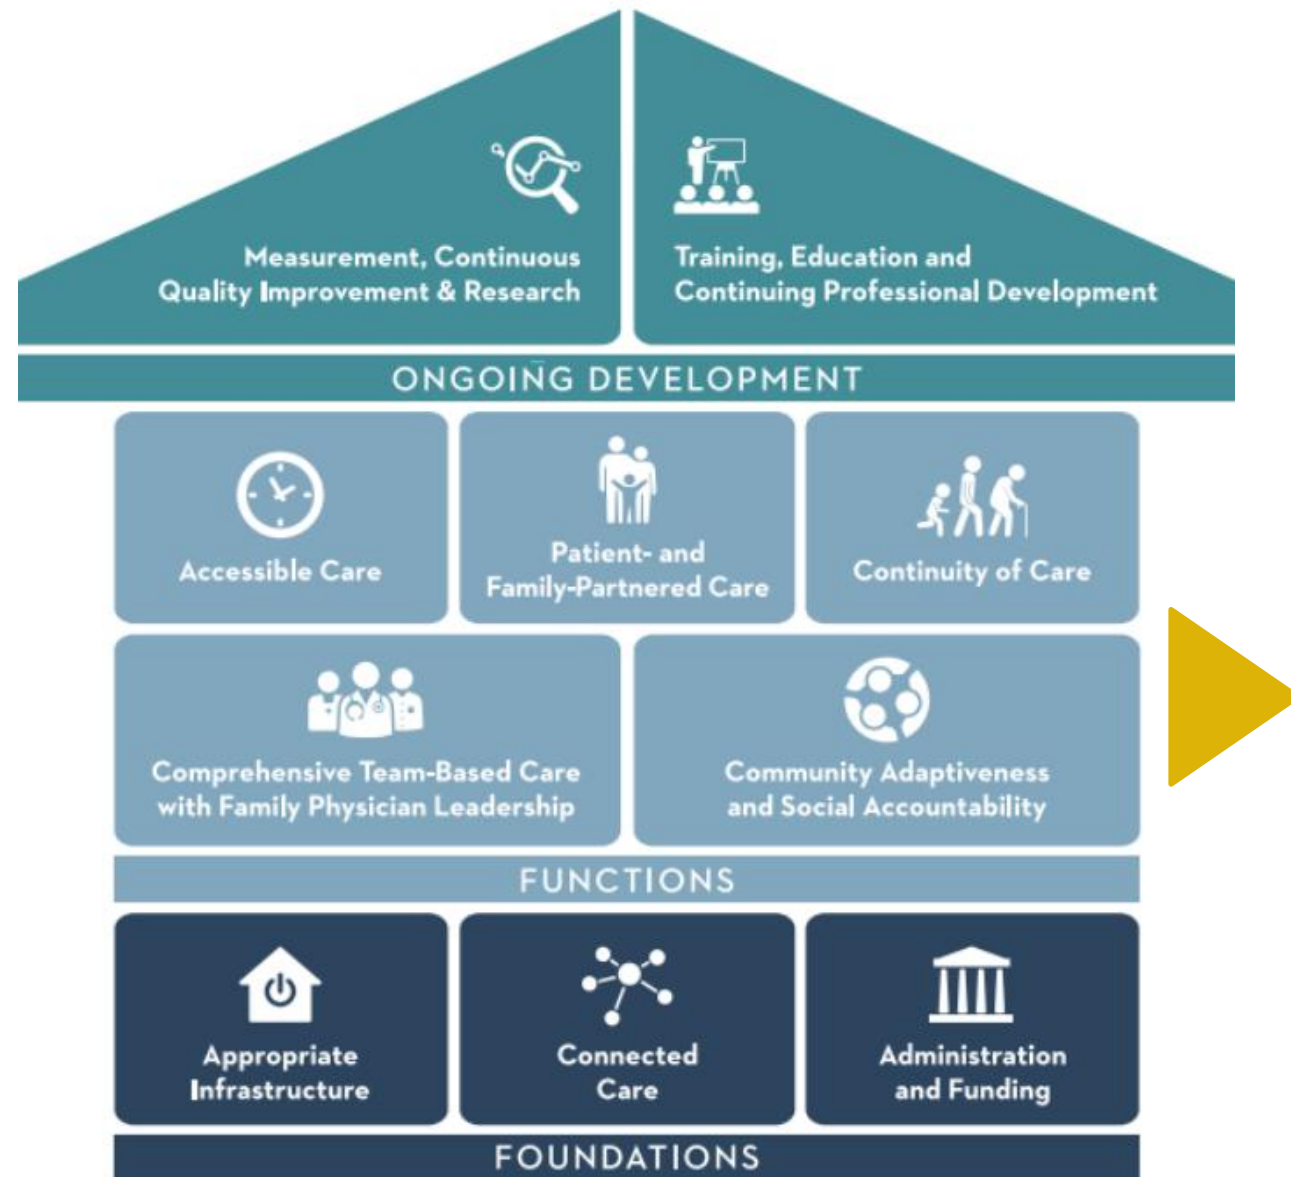 Measurement, Continuous
Quality Improvement & Research
Training, Education and
Continuing Professional Development
ONGOING DEVELOPMENT
Accessible Care
Patient- and
Family-Partnered Care
Continuity of Care
Comprehensive Team-Based Care
with Family Physician Leadership
Community Adaptiveness
and Social Accountability
FUNCTIONS
Appropriate
Infrastructure
Connected
Care
Administration
and Funding
FOUNDATIONS